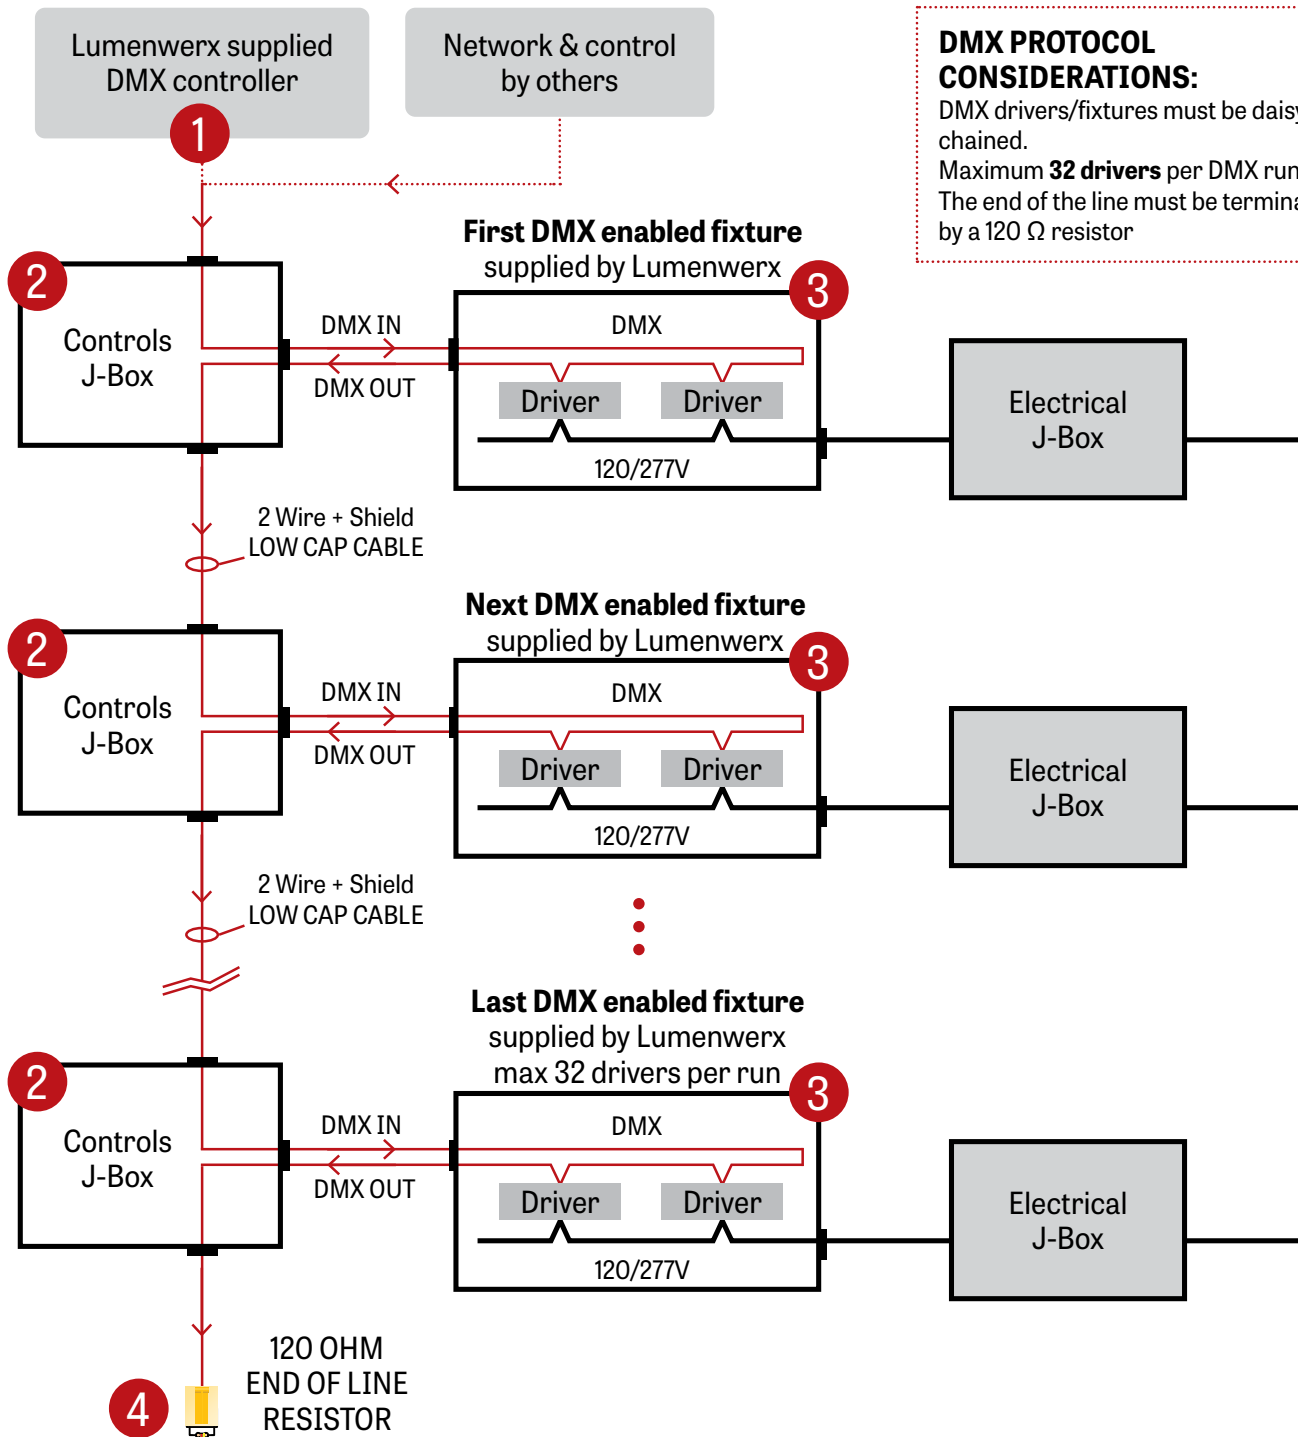 Lumenwerx supplied
DMX controller
1
Network & control
by others
DMX PROTOCOL
CONSIDERATIONS:
DMX drivers/fixtures must be daisy
chained.
Maximum 32 drivers per DMX run
The end of the line must be termina
by a 120 Ω resistor
2
Controls
J-Box
DMX IN
DMX OUT
First DMX enabled fixture
supplied by Lumenwerx
3
DMX
Driver
Driver
120/277V
Electrical
J-Box
2 Wire + Shield
LOW CAP CABLE
2
Controls
J-Box
DMX IN
DMX OUT
Next DMX enabled fixture
supplied by Lumenwerx
3
DMX
Driver
Driver
120/277V
Electrical
J-Box
2 Wire + Shield
LOW CAP CABLE
2
Controls
J-Box
DMX IN
DMX OUT
Last DMX enabled fixture
supplied by Lumenwerx
max 32 drivers per run
3
DMX
Driver
Driver
120/277V
Electrical
J-Box
4
120 OHM
END OF LINE
RESISTOR